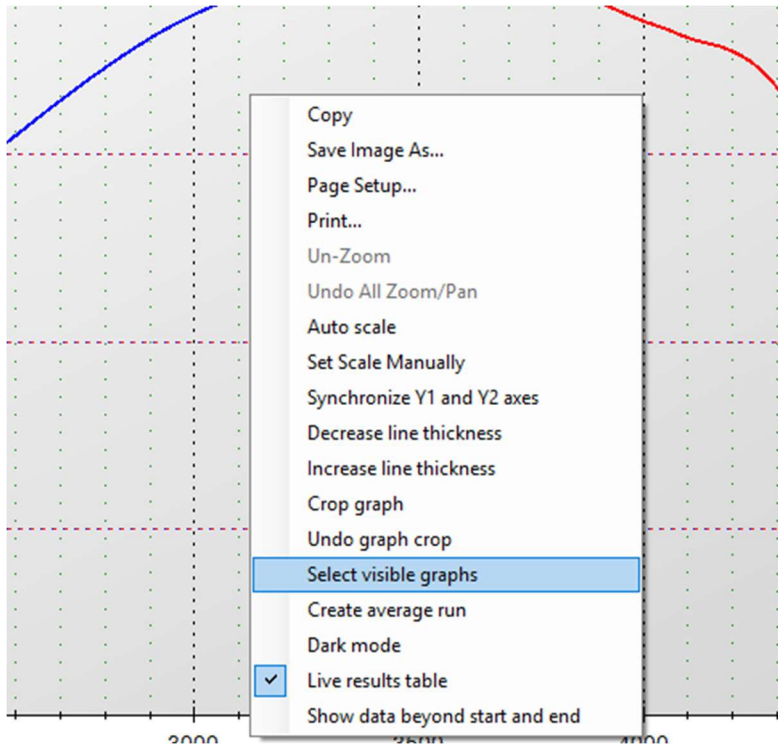 Copy
Save Image As...
Page Setup...
Print...
Un-Zoom
Undo All Zoom/Pan
Auto scale
Set Scale Manually
Synchronize Y1 and Y2 axes
Decrease line thickness
Increase line thickness
Crop graph
Undo graph crop
Select visible graphs
Create average run
Dark mode
Live results table
Show data beyond start and end
3000 3500 4000